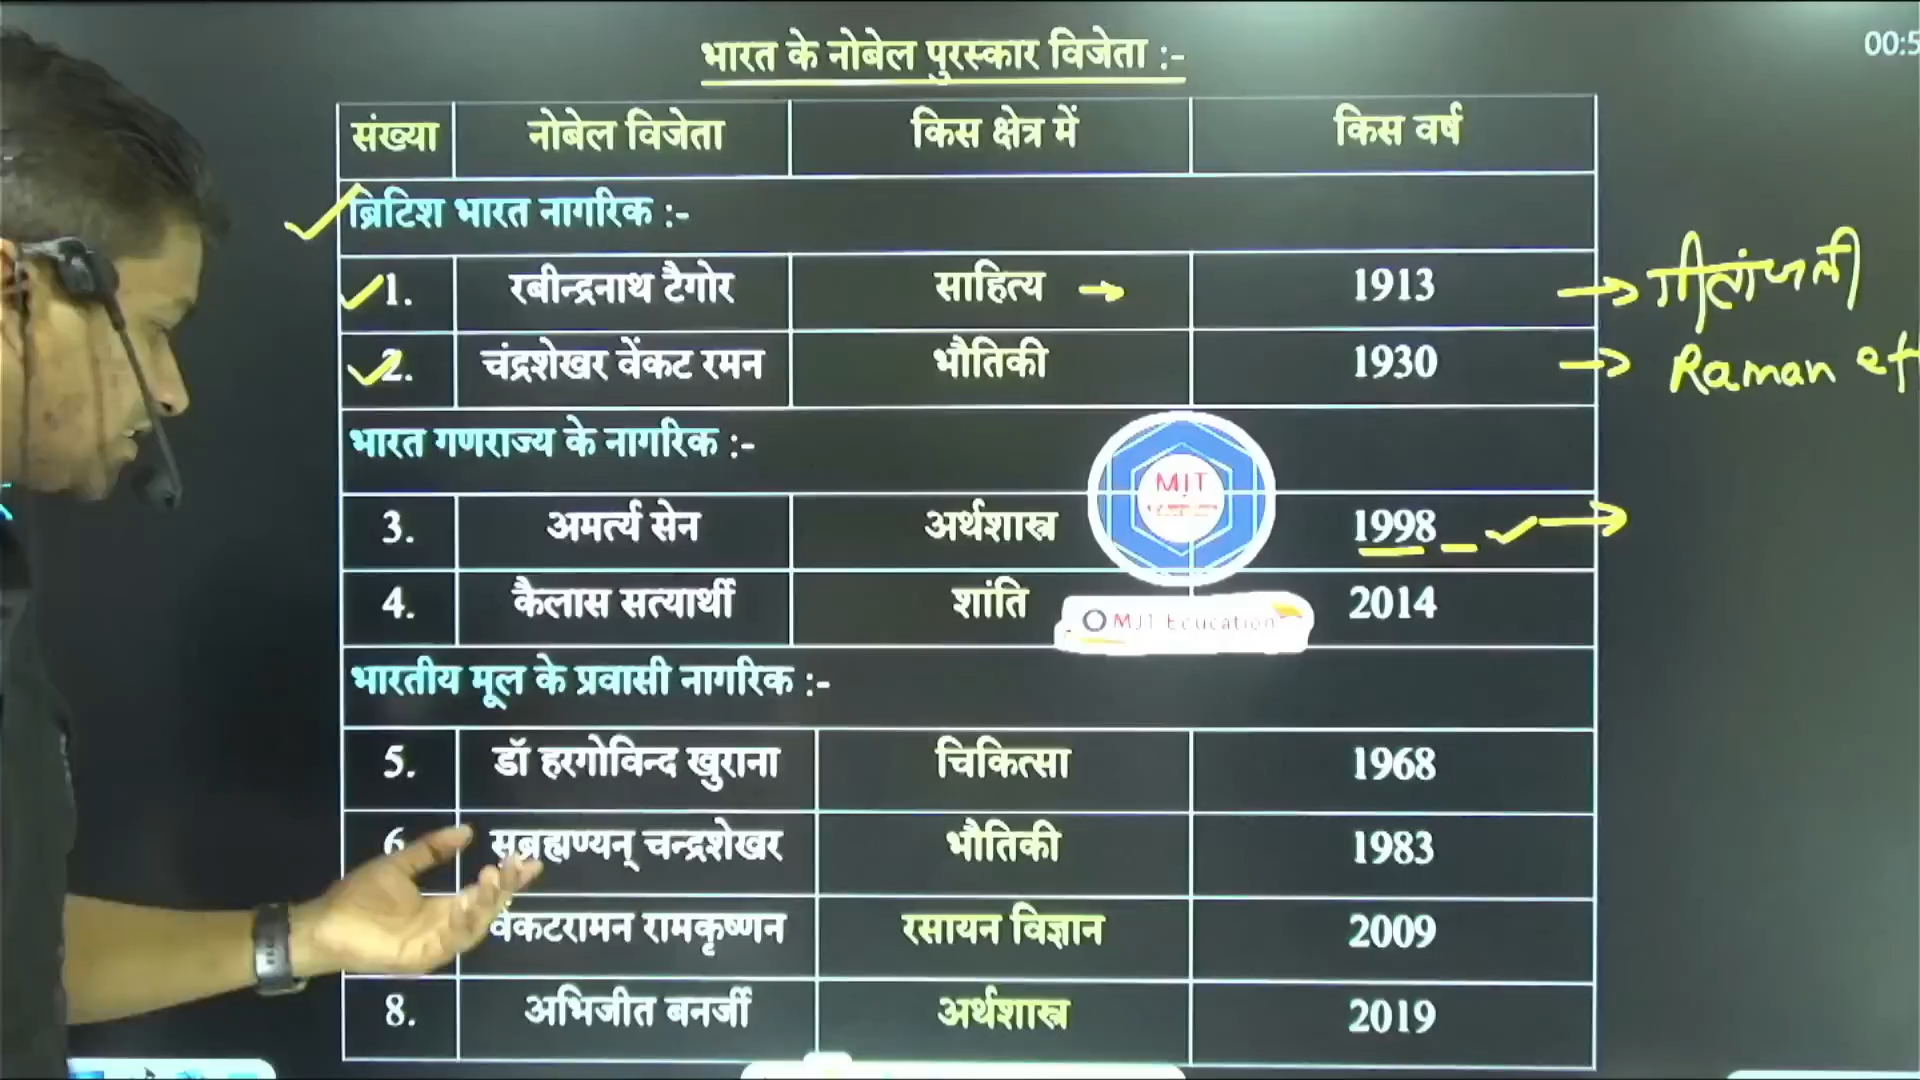 भारत के नोबेल पुरस्कार विजेता :-
00:5
संख्या नोबेल विजेता किस क्षेत्र में किस वर्ष
ब्रिटिश भारत नागरिक :-
1. रबीन्द्रनाथ टैगोर साहित्य → 1913 → गीतांजली
2. चंद्रशेखर वेंकट रमन भौतिकी 1930 → Raman ef
भारत गणराज्य के नागरिक :-
MJT
3. अमर्त्य सेन अर्थशास्त्र 1998 →
4. कैलास सत्यार्थी शांति 2014
MJT Education
भारतीय मूल के प्रवासी नागरिक :-
5. डॉ हरगोविन्द खुराना चिकित्सा 1968
6 सुब्रह्मण्यन् चन्द्रशेखर भौतिकी 1983
वेंकटरामन रामकृष्णन रसायन विज्ञान 2009
8. अभिजीत बनर्जी अर्थशास्त्र 2019